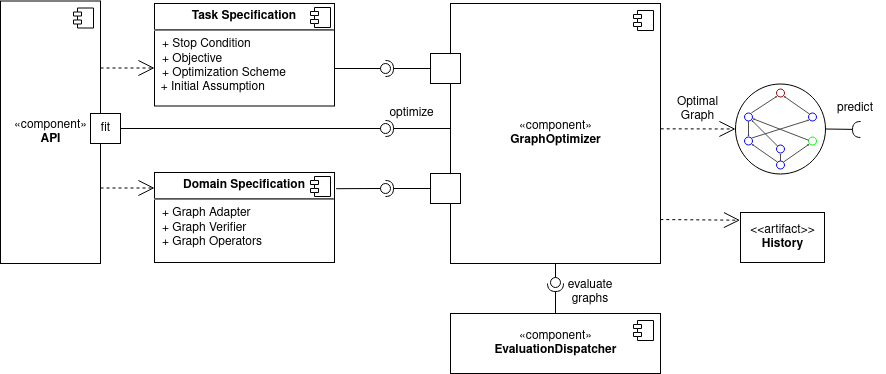 «component»
API
fit
Task Specification
+ Stop Condition
+ Objective
+ Optimization Scheme
+ Initial Assumption
optimize
Domain Specification
+ Graph Adapter
+ Graph Verifier
+ Graph Operators
«component»
GraphOptimizer
Optimal
Graph
predict
<<artifact>>
History
evaluate
graphs
«component»
EvaluationDispatcher